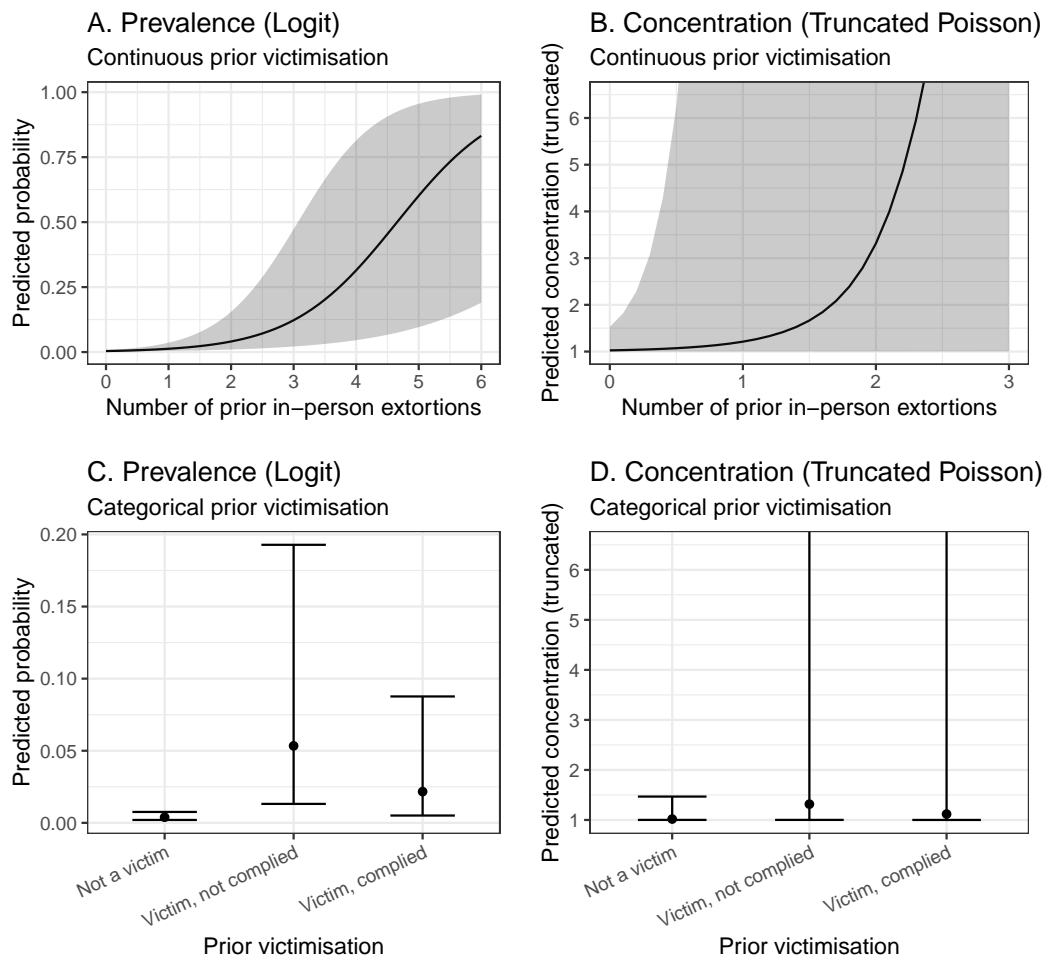 A. Prevalence (Logit)
Continuous prior victimisation
Predicted probability
1.00
0.75
0.50
0.25
0.00
0 1 2 3 4 5 6
Number of prior in−person extortions
B. Concentration (Truncated Poisson)
Continuous prior victimisation
Predicted concentration (truncated)
6
5
4
3
2
1
0 1 2 3
Number of prior in−person extortions
C. Prevalence (Logit)
Categorical prior victimisation
Predicted probability
0.20
0.15
0.10
0.05
0.00
Not a victim
Victim, not complied
Victim, complied
Prior victimisation
D. Concentration (Truncated Poisson)
Categorical prior victimisation
Predicted concentration (truncated)
6
5
4
3
2
1
Not a victim
Victim, not complied
Victim, complied
Prior victimisation